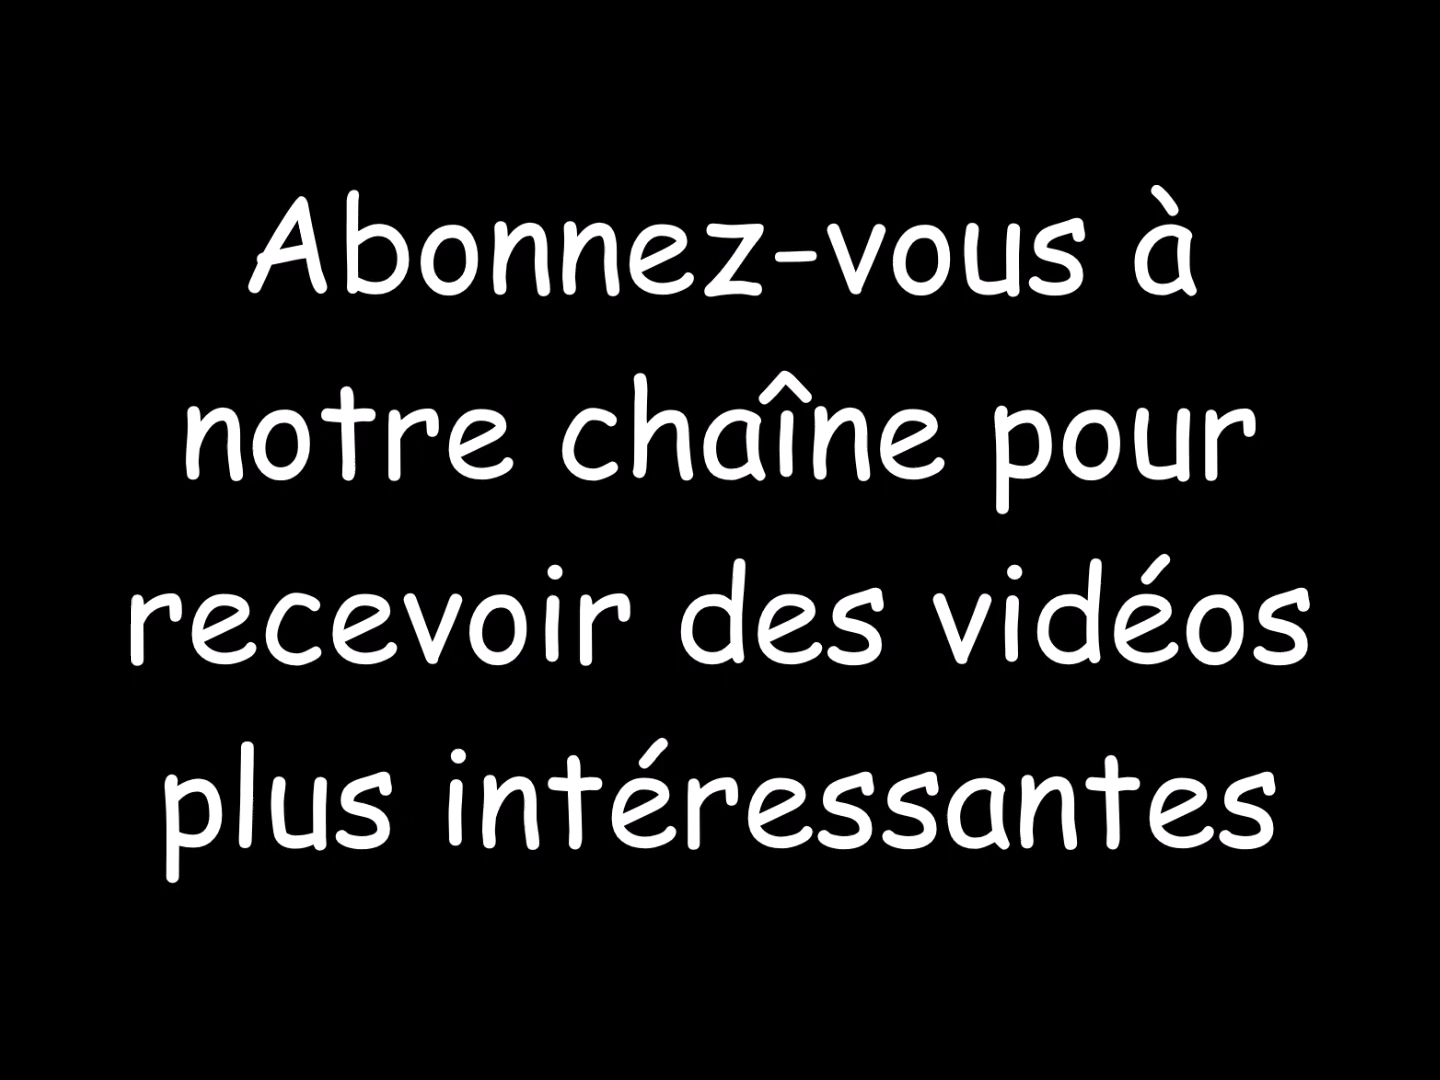 Abonnez-vous à
notre chaîne pour
recevoir des vidéos
plus intéressantes